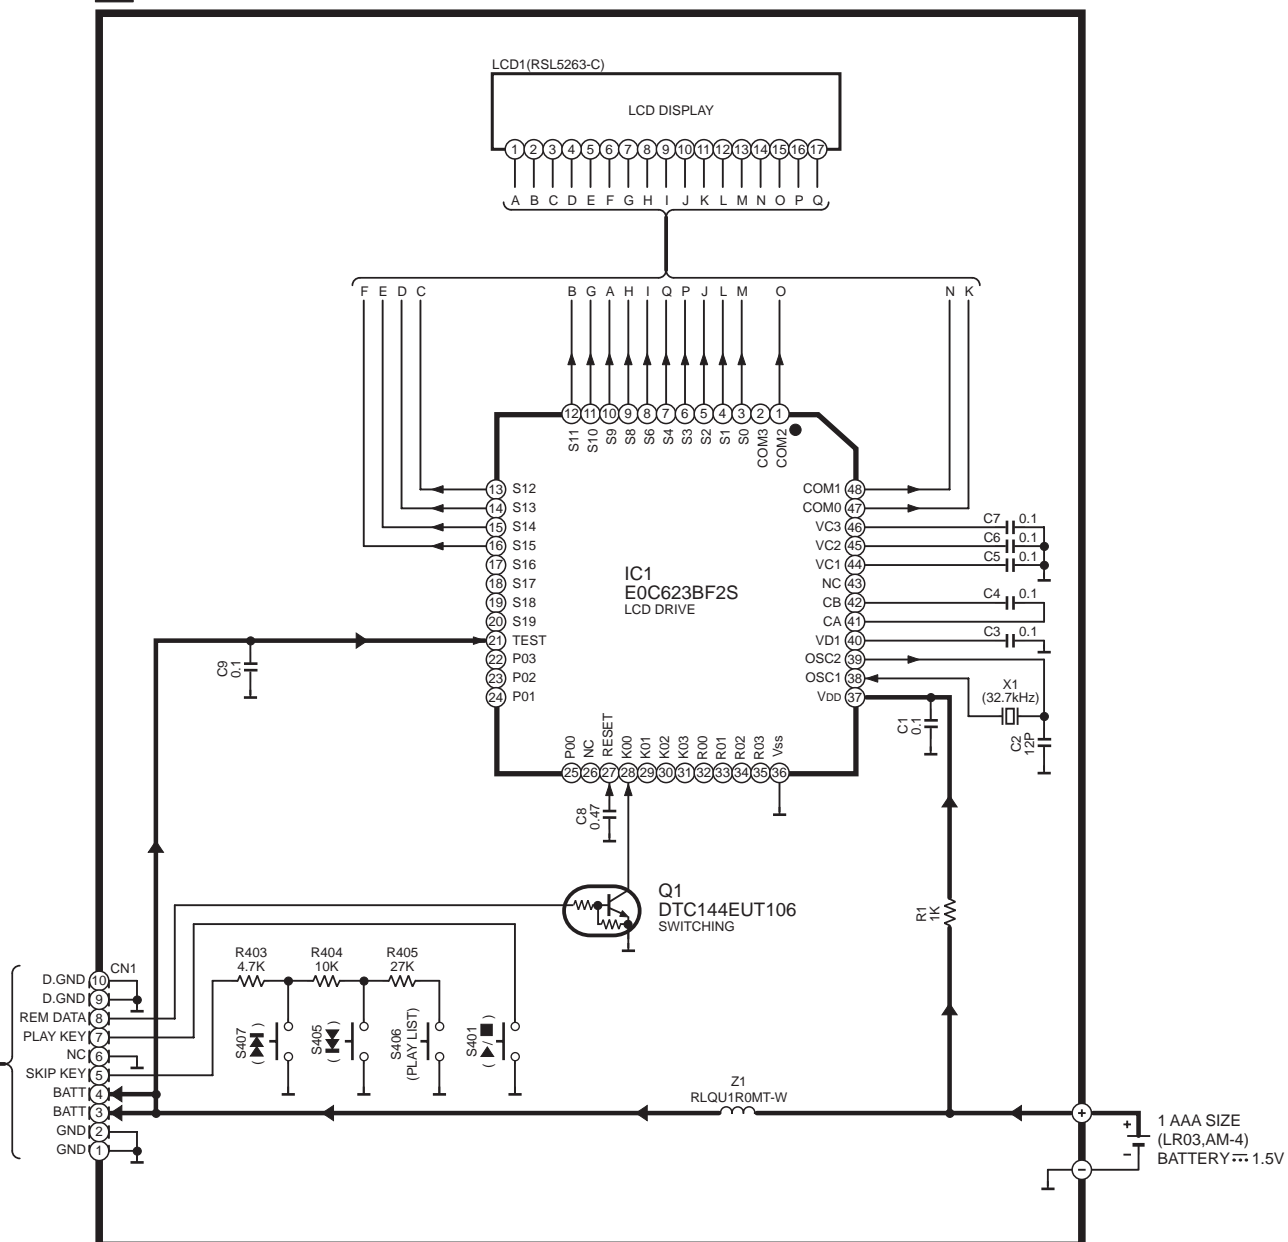 LCD1(RSL5263-C)
LCD DISPLAY
1 2 3 4 5 6 7 8 9 10 11 12 13 14 15 16 17
A B C D E F G H I J K L M N O P Q
F E D C B G A H I Q P J L M O N K
12 11 10 9 8 7 6 5 4 3 2 1
S11 S10 S9 S8 S6 S4 S3 S2 S1 S0 COM3 COM2
13 S12
14 S13
15 S14
16 S15
17 S16
18 S17
19 S18
20 S19
21 TEST
22 P03
23 P02
24 P01
IC1
E0C623BF2S
LCD DRIVE
COM1 48
COM0 47
VC3 46
VC2 45
VC1 44
NC 43
CB 42
CA 41
VD1 40
OSC2 39
OSC1 38
VDD 37
C7 0.1
C6 0.1
C5 0.1
C4 0.1
C3 0.1
X1
(32.7kHz)
C2
12P
C1
0.1
C9
0.1
P00 NC RESET K00 K01 K02 K03 R00 R01 R02 R03 Vss
25 26 27 28 29 30 31 32 33 34 35 36
C8
0.47
Q1
DTC144EUT106
SWITCHING
R1
1K
R403
4.7K
R404
10K
R405
27K
S407
( )
S405
( )
S406
(PLAY LIST)
S401
( / )
CN1
D.GND 10
D.GND 9
REM DATA 8
PLAY KEY 7
NC 6
SKIP KEY 5
BATT 4
BATT 3
GND 2
GND 1
Z1
RLQU1R0MT-W
+
−
+
−
1 AAA SIZE
(LR03,AM-4)
BATTERY ⎓ 1.5V